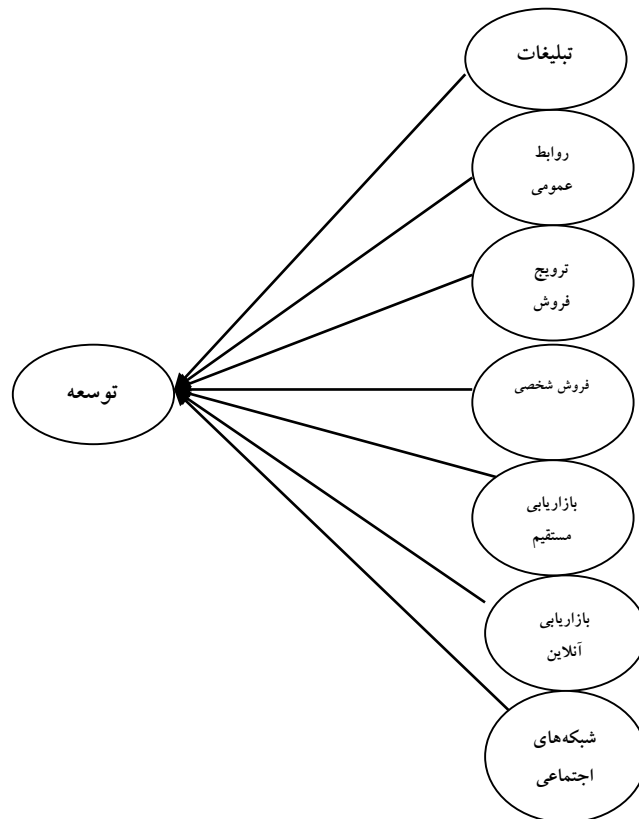 تبلیغات
روابط
عمومی
ترویج
فروش
فروش شخصی
توسعه
بازاریابی
مستقیم
بازاریابی
آنلاین
شبکه‌های
اجتماعی